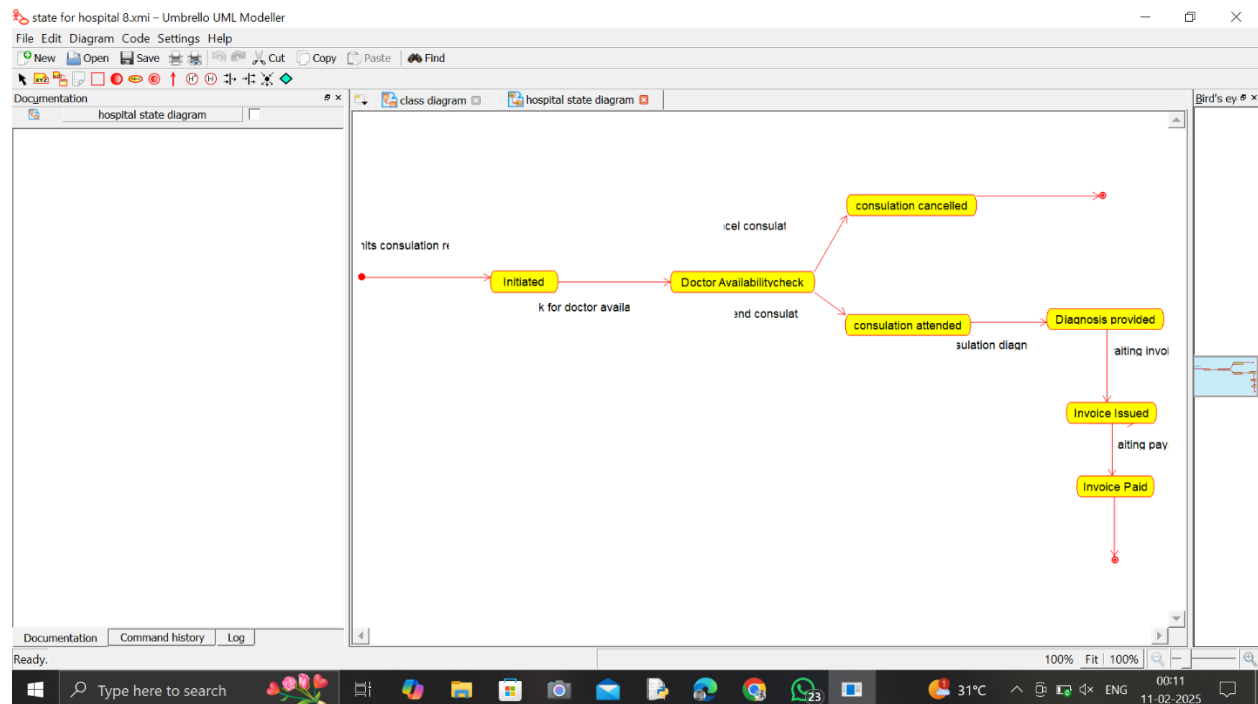 state for hospital 8.xmi – Umbrello UML Modeller
File Edit Diagram Code Settings Help
New Open Save Cut Copy Paste Find
Documentation
hospital state diagram
class diagram
hospital state diagram
Bird's ey
consulation cancelled
cel consulat
nits consulation re
Initiated
Doctor Availabilitycheck
k for doctor availa
end consulat
consulation attended
Diagnosis provided
sulation diagn
aiting invoi
Invoice Issued
aiting pay
Invoice Paid
Documentation Command history Log
Ready.
100% Fit 100%
Type here to search
23
31°C
ENG
00:11
11-02-2025